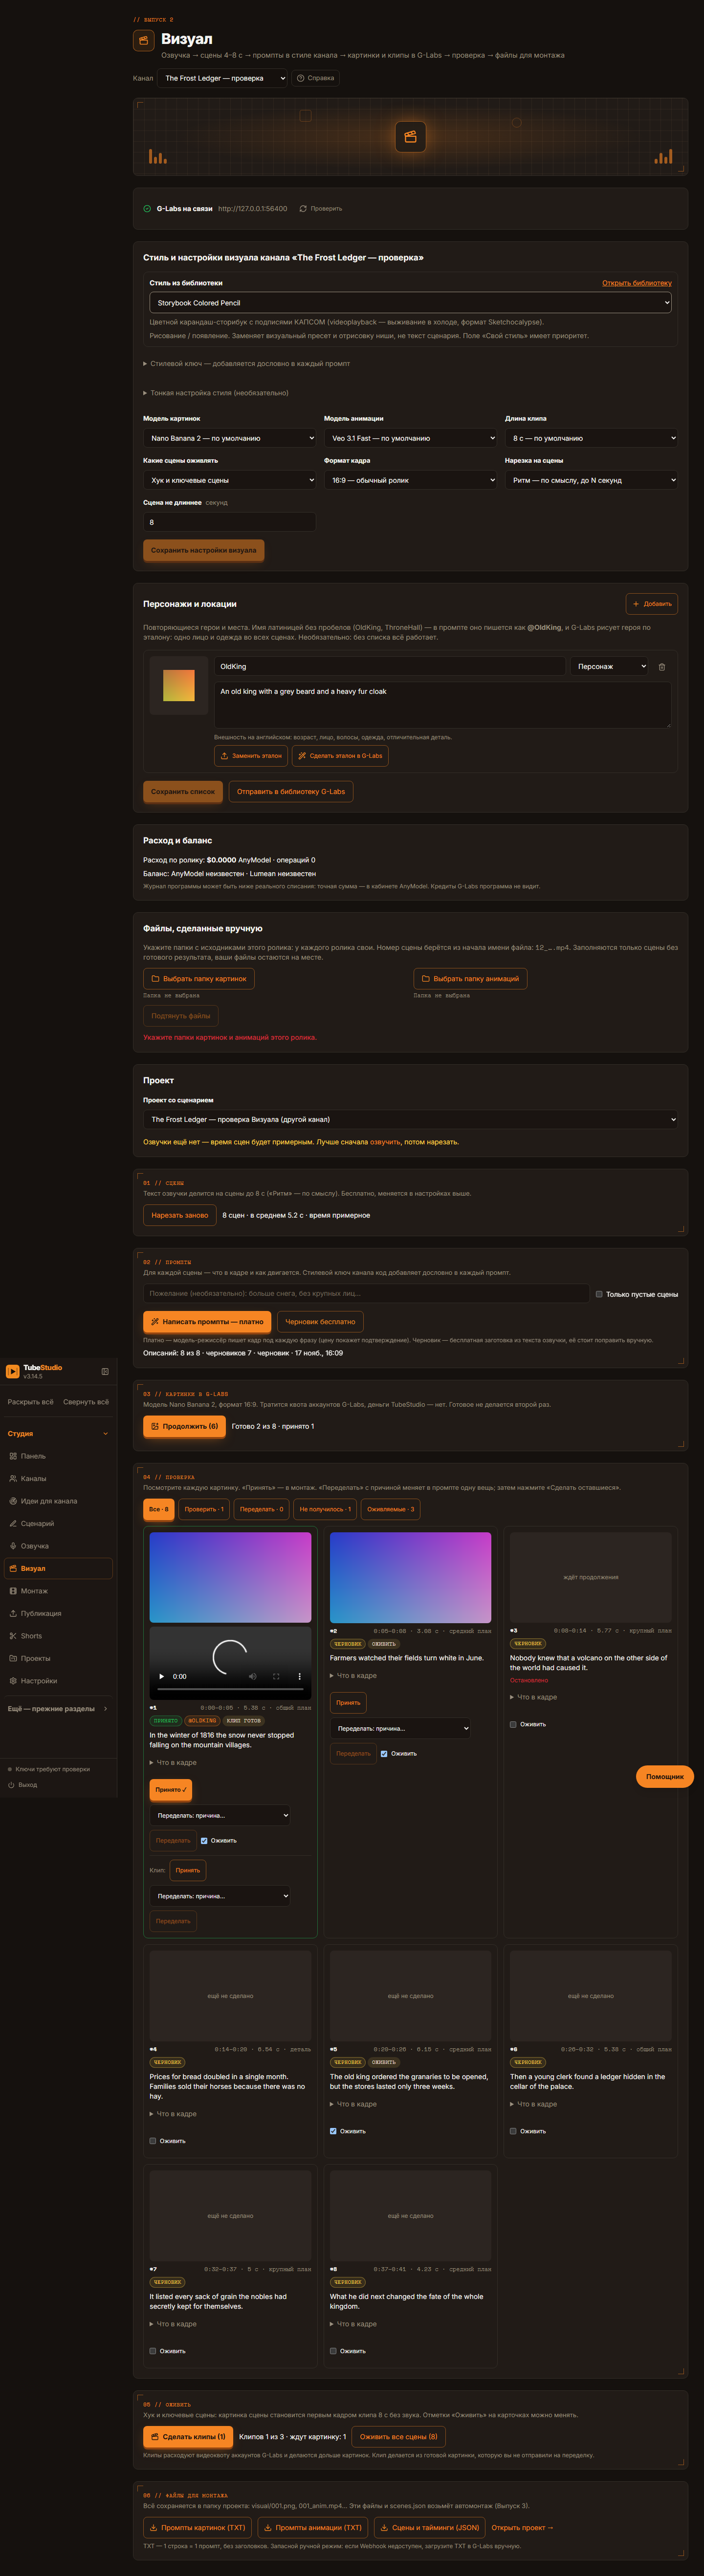 // ВЫПУСК 2
Визуал
Озвучка → сцены 4–8 с → промпты в стиле канала → картинки и клипы в G-Labs → проверка → файлы для монтажа
Канал The Frost Ledger — проверка Справка
G-Labs на связи http://127.0.0.1:56400 Проверить
Стиль и настройки визуала канала «The Frost Ledger — проверка»
Стиль из библиотеки Открыть библиотеку
Storybook Colored Pencil
Цветной карандаш-сторибук с подписями КАПСОМ (videoplayback — выживание в холоде, формат Sketchocalypse).
Рисование / появление. Заменяет визуальный пресет и отрисовку ниже, не текст сценария. Поле «Свой стиль» имеет приоритет.
Стилевой ключ — добавляется дословно в каждый промпт
Тонкая настройка стиля (необязательно)
Модель картинок Модель анимации Длина клипа
Nano Banana 2 — по умолчанию Veo 3.1 Fast — по умолчанию 8 с — по умолчанию
Какие сцены оживлять Формат кадра Нарезка на сцены
Хук и ключевые сцены 16:9 — обычный ролик Ритм — по смыслу, до N секунд
Сцена не длиннее секунд
8
Сохранить настройки визуала
Персонажи и локации Добавить
Повторяющиеся герои и места. Имя латиницей без пробелов (OldKing, ThroneHall) — в промпте оно пишется как @OldKing, и G-Labs рисует героя по
эталону: одно лицо и одежда во всех сценах. Необязательно: без списка всё работает.
OldKing Персонаж
An old king with a grey beard and a heavy fur cloak
Внешность на английском: возраст, лицо, волосы, одежда, отличительная деталь.
Заменить эталон Сделать эталон в G-Labs
Сохранить список Отправить в библиотеку G-Labs
Расход и баланс
Расход по ролику: $0.0000 AnyModel · операций 0
Баланс: AnyModel неизвестен · Lumean неизвестен
Журнал программы может быть ниже реального списания: точная сумма — в кабинете AnyModel. Кредиты G-Labs программа не видит.
Файлы, сделанные вручную
Укажите папки с исходниками этого ролика: у каждого ролика свои. Номер сцены берётся из начала имени файла: 12_….mp4. Заполняются только сцены без
готового результата, ваши файлы остаются на месте.
Выбрать папку картинок Выбрать папку анимаций
Папка не выбрана Папка не выбрана
Подтянуть файлы
Укажите папки картинок и анимаций этого ролика.
Проект
Проект со сценарием
The Frost Ledger — проверка Визуала (другой канал)
Озвучки ещё нет — время сцен будет примерным. Лучше сначала озвучить, потом нарезать.
01 // СЦЕНЫ
Текст озвучки делится на сцены до 8 с («Ритм» — по смыслу). Бесплатно, меняется в настройках выше.
Нарезать заново 8 сцен · в среднем 5.2 с · время примерное
02 // ПРОМПТЫ
Для каждой сцены — что в кадре и как двигается. Стилевой ключ канала код добавляет дословно в каждый промпт.
Пожелание (необязательно): больше снега, без крупных лиц… Только пустые сцены
Написать промпты — платно Черновик бесплатно
Платно — модель-режиссёр пишет кадр под каждую фразу (цену покажет подтверждение). Черновик — бесплатная заготовка из текста озвучки, её стоит поправить вручную.
Описаний: 8 из 8 · черновиков 7 · черновик · 17 нояб., 16:09
TubeStudio
v3.14.5
Раскрыть всё Свернуть всё
Студия
Панель
Каналы
Идеи для канала
Сценарий
Озвучка
Визуал
Монтаж
Публикация
Shorts
Проекты
Настройки
Ещё — прежние разделы
Ключи требуют проверки
Выход
03 // КАРТИНКИ В G-LABS
Модель Nano Banana 2, формат 16:9. Тратится квота аккаунтов G-Labs, деньги TubeStudio — нет. Готовое не делается второй раз.
Продолжить (6) Готово 2 из 8 · принято 1
04 // ПРОВЕРКА
Посмотрите каждую картинку. «Принято» — в монтаж. «Переделать» с причиной меняет в промпте одну вещь; затем нажмите «Сделать оставшиеся».
Все · 8 Проверить · 1 Переделать · 0 Не получилось · 1 Оживляемые · 3
0:00
#1 0:00–0:05 · 5.38 с · общий план
ПРИНЯТО @OLDKING КЛИП ГОТОВ
In the winter of 1816 the snow never stopped
falling on the mountain villages.
Что в кадре
Принято ✓
Переделать: причина…
Переделать Оживить
Клип: Принять
Переделать: причина…
Переделать
#2 0:05–0:08 · 3.08 с · средний план
ЧЕРНОВИК ОЖИВИТЬ
Farmers watched their fields turn white in June.
Что в кадре
Принять
Переделать: причина…
Переделать Оживить
ждёт продолжения
#3 0:08–0:14 · 5.77 с · крупный план
ЧЕРНОВИК
Nobody knew that a volcano on the other side of
the world had caused it.
Остановлено
Что в кадре
Оживить
Помощник
ещё не сделано
#4 0:14–0:20 · 6.54 с · деталь
ЧЕРНОВИК
Prices for bread doubled in a single month.
Families sold their horses because there was no
hay.
Что в кадре
Оживить
ещё не сделано
#5 0:20–0:26 · 6.15 с · средний план
ЧЕРНОВИК ОЖИВИТЬ
The old king ordered the granaries to be opened,
but the stores lasted only three weeks.
Что в кадре
Оживить
ещё не сделано
#6 0:26–0:32 · 5.38 с · общий план
ЧЕРНОВИК
Then a young clerk found a ledger hidden in the
cellar of the palace.
Что в кадре
Оживить
ещё не сделано
#7 0:32–0:37 · 5 с · крупный план
ЧЕРНОВИК
It listed every sack of grain the nobles had
secretly kept for themselves.
Что в кадре
Оживить
ещё не сделано
#8 0:37–0:41 · 4.23 с · средний план
ЧЕРНОВИК
What he did next changed the fate of the whole
kingdom.
Что в кадре
Оживить
05 // ОЖИВИТЬ
Хук и ключевые сцены: картинка сцены становится первым кадром клипа 8 с без звука. Отметки «Оживить» на карточках можно менять.
Сделать клипы (1) Клипов 1 из 3 · ждут картинку: 1 Оживить все сцены (8)
Клипы расходуют видеоквоту аккаунтов G-Labs и делаются дольше картинок. Клип делается из готовой картинки, которую вы не отправили на переделку.
06 // ФАЙЛЫ ДЛЯ МОНТАЖА
Всё сохраняется в папку проекта: visual/001.png, 001_anim.mp4… Эти файлы и scenes.json возьмёт автомонтаж (Выпуск 3).
Промпты картинок (TXT) Промпты анимации (TXT) Сцены и тайминги (JSON) Открыть проект →
TXT — 1 строка = 1 промпт, без заголовков. Запасной ручной режим: если Webhook недоступен, загрузите TXT в G-Labs вручную.